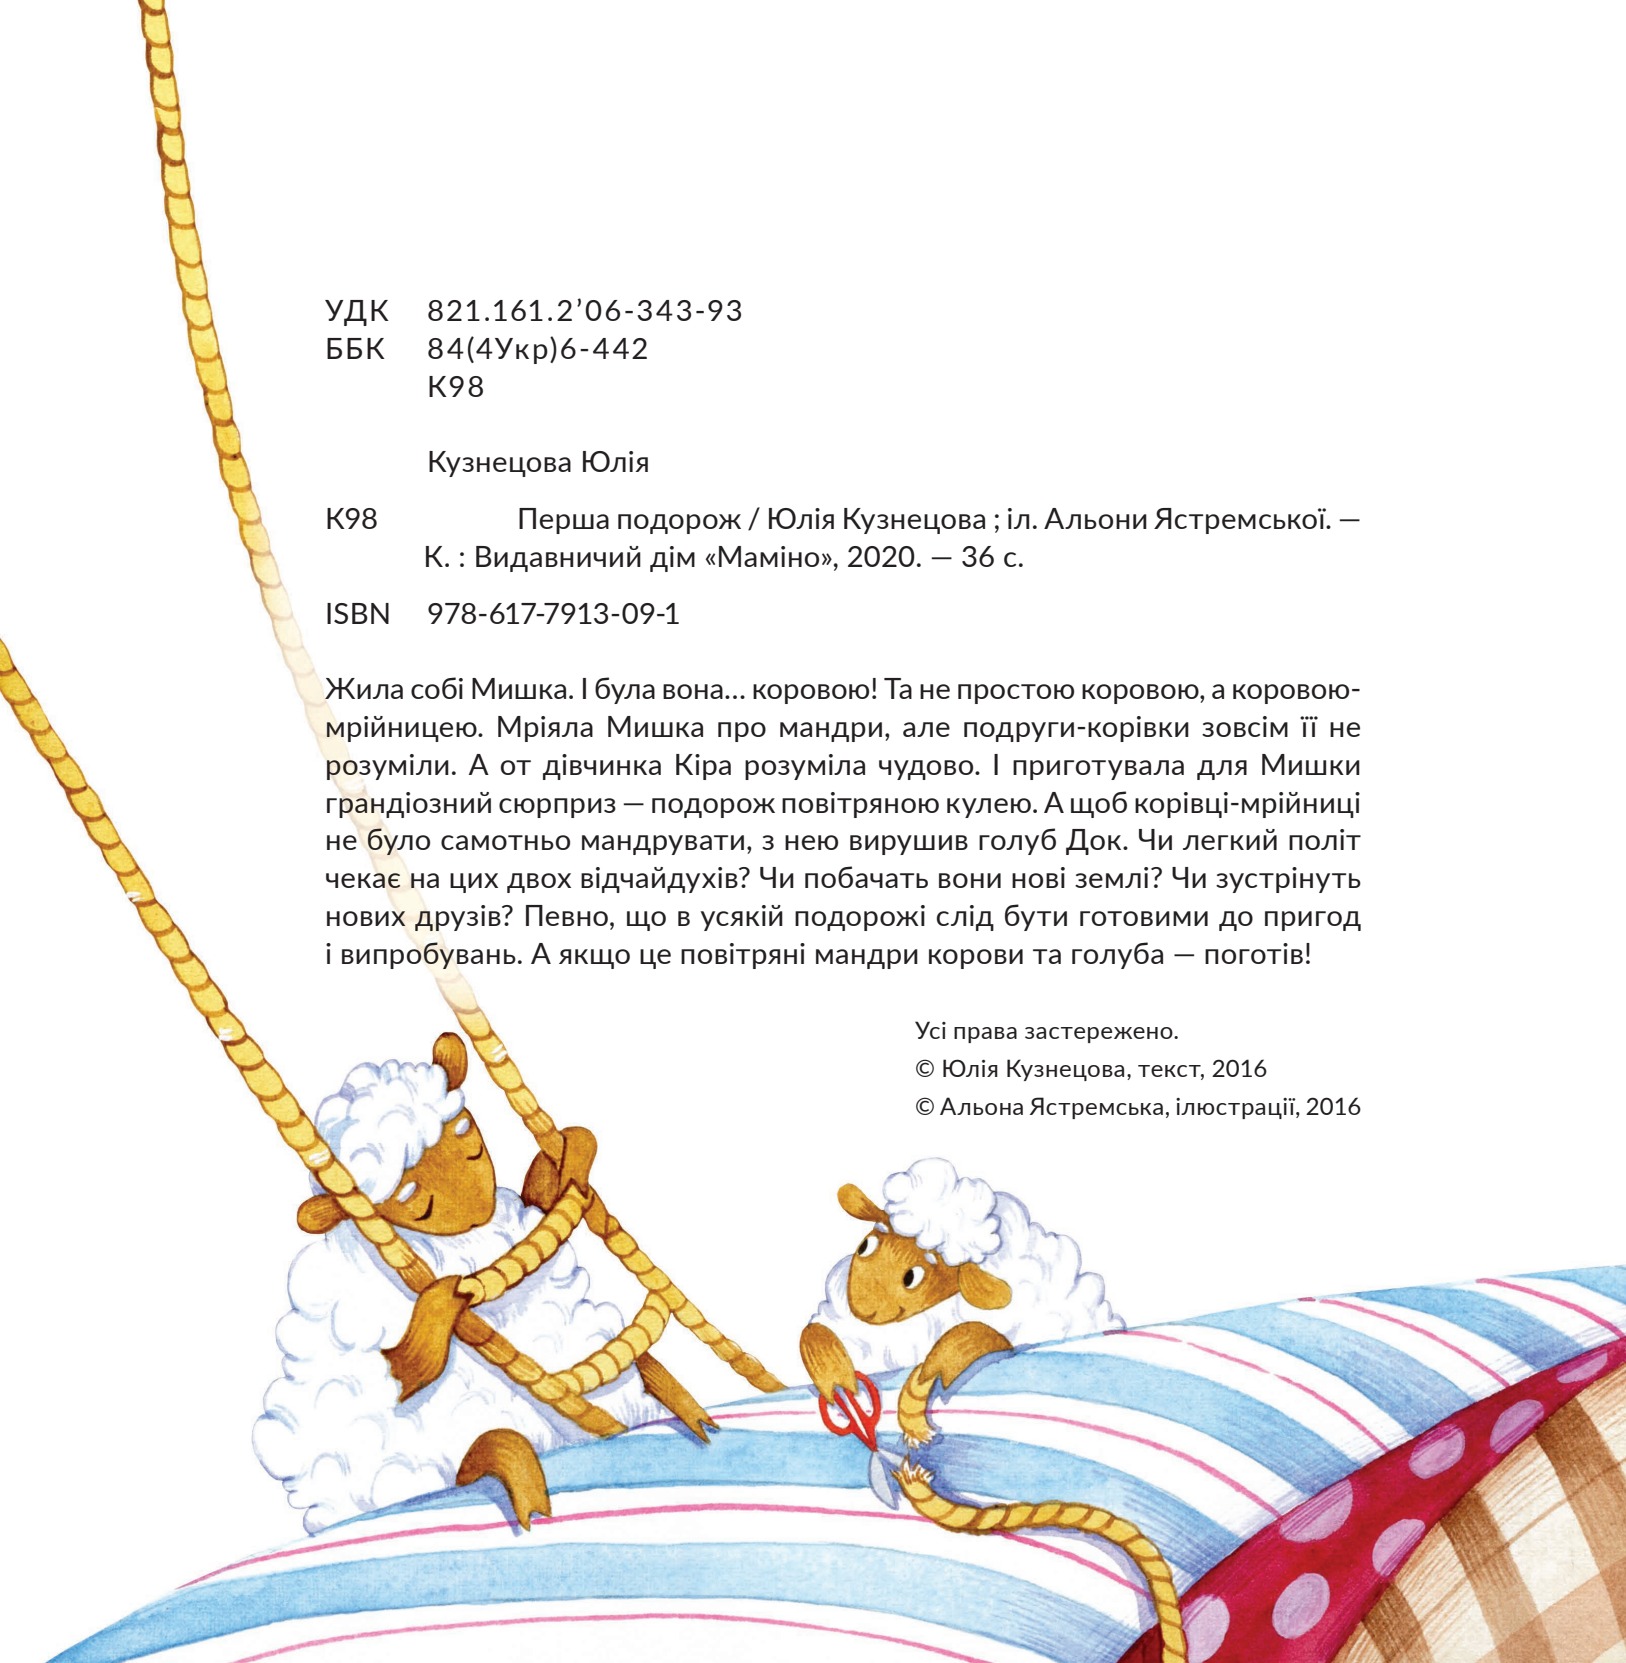 УДК 821.161.2’06-343-93
ББК 84(4Укр)6-442
К98
Кузнецова Юлія
К98 Перша подорож / Юлія Кузнецова ; іл. Альони Ястремської. —
К. : Видавничий дім «Маміно», 2020. — 36 с.
ISBN 978-617-7913-09-1
Жила собі Мишка. І була вона... коровою! Та не простою коровою, а коровою-
мрійницею. Мріяла Мишка про мандри, але подруги-корівки зовсім її не
розуміли. А от дівчинка Кіра розуміла чудово. І приготувала для Мишки
грандіозний сюрприз — подорож повітряною кулею. А щоб корівці-мрійниці
не було самотньо мандрувати, з нею вирушив голуб Док. Чи легкий політ
чекає на цих двох відчайдухів? Чи побачать вони нові землі? Чи зустрінуть
нових друзів? Певно, що в усякій подорожі слід бути готовими до пригод
і випробувань. А якщо це повітряні мандри корови та голуба — поготів!
Усі права застережено.
© Юлія Кузнецова, текст, 2016
© Альона Ястремська, ілюстрації, 2016